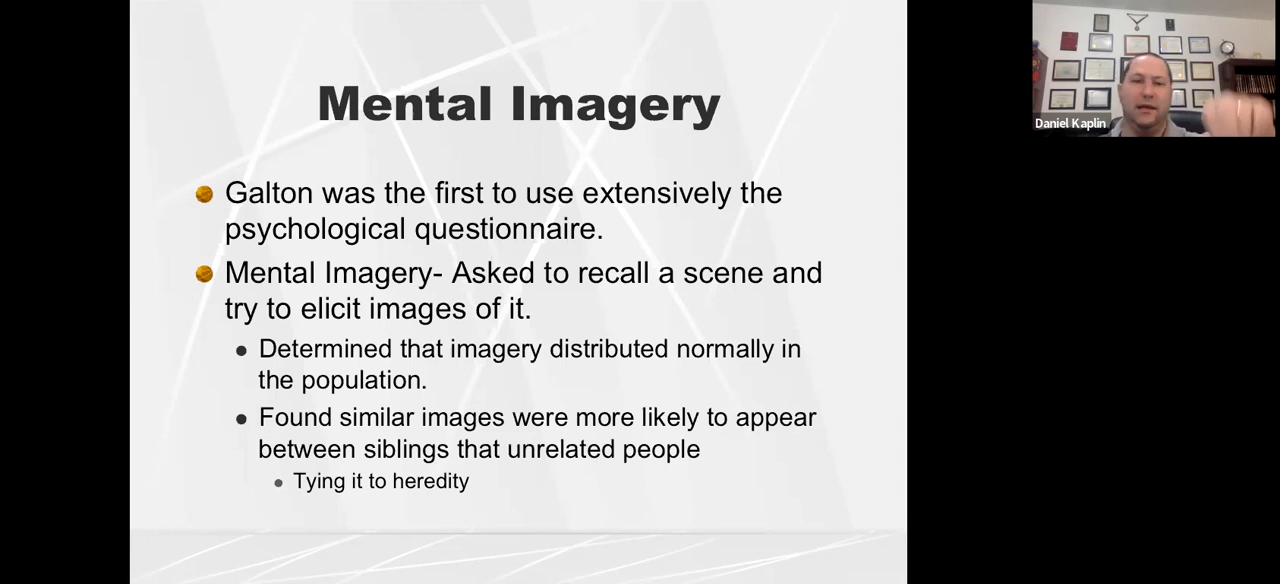 Mental Imagery
Galton was the first to use extensively the
psychological questionnaire.
Mental Imagery- Asked to recall a scene and
try to elicit images of it.
Determined that imagery distributed normally in
the population.
Found similar images were more likely to appear
between siblings that unrelated people
Tying it to heredity
Daniel Kaplin